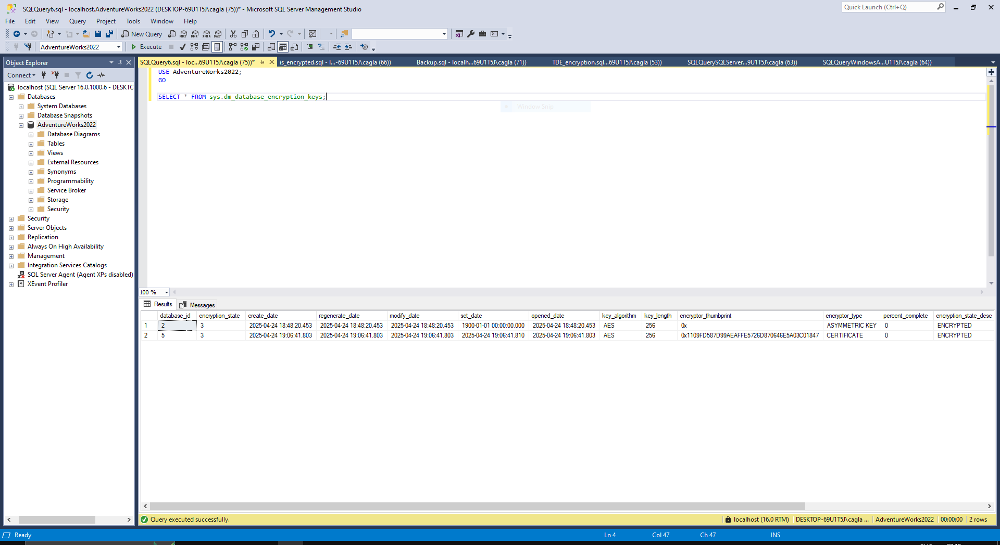 SQLQuery6.sql - localhost.AdventureWorks2022 (DESKTOP-69U1T5J\cagla (75))* - Microsoft SQL Server Management Studio
Quick Launch (Ctrl+Q)
File Edit View Query Project Tools Window Help
New Query
MDX DMX XMLA DAX
AdventureWorks2022 Execute
Object Explorer
SQLQuery6.sql - loc...69U1T5J\cagla (75))* is_encrypted.sql - l...-69U1T5J\cagla (66)) Backup.sql - localh...69U1T5J\cagla (71)) TDE_encryption.sql...69U1T5J\cagla (53)) SQLQuerySQLServer...9U1T5J\cagla (63)) SQLQueryWindowsA...U1T5J\cagla (64))
Connect
localhost (SQL Server 16.0.1000.6 - DESKTC
Databases
System Databases
Database Snapshots
AdventureWorks2022
Database Diagrams
Tables
Views
External Resources
Synonyms
Programmability
Service Broker
Storage
Security
Security
Server Objects
Replication
Always On High Availability
Management
Integration Services Catalogs
SQL Server Agent (Agent XPs disabled)
XEvent Profiler
USE AdventureWorks2022;
GO
SELECT * FROM sys.dm_database_encryption_keys;
Window Snip
100 %
Results Messages
database_id encryption_state create_date regenerate_date modify_date set_date opened_date key_algorithm key_length encryptor_thumbprint encryptor_type percent_complete encryption_state_desc
1 2 3 2025-04-24 18:48:20.453 2025-04-24 18:48:20.453 2025-04-24 18:48:20.453 1900-01-01 00:00:00.000 2025-04-24 18:48:20.453 AES 256 0x ASYMMETRIC KEY 0 ENCRYPTED
2 5 3 2025-04-24 19:06:41.803 2025-04-24 19:06:41.803 2025-04-24 19:06:41.803 2025-04-24 19:06:41.810 2025-04-24 19:06:41.803 AES 256 0x1109FD587D99AEAFFE5726D870646E5A03C01847 CERTIFICATE 0 ENCRYPTED
Query executed successfully.
localhost (16.0 RTM) DESKTOP-69U1T5J\cagla ... AdventureWorks2022 00:00:00 2 rows
Ready Ln 4 Col 47 Ch 47 INS